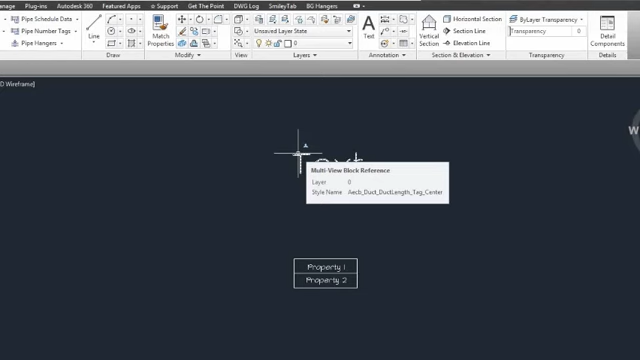 nage Plug-ins Autodesk 360 Featured Apps Support Get Started DWG Log SmileyTab BG Hangers
Pipe Schedule Data
Pipe Number Tags
Pipe Hangers
Line
Match Properties
Unsaved Layer State
0
Text
Vertical Section
Horizontal Section
Section Line
Elevation Line
ByLayer Transparency
Transparency 0
Detail Components
Draw
Modify
Layers
Annotation
Section & Elevation
Transparency
Details
D Wireframe]
W
Text
Multi-View Block Reference
Layer 0
Style Name Aecb_Duct_DuctLength_Tag_Center
Property 1
Property 2